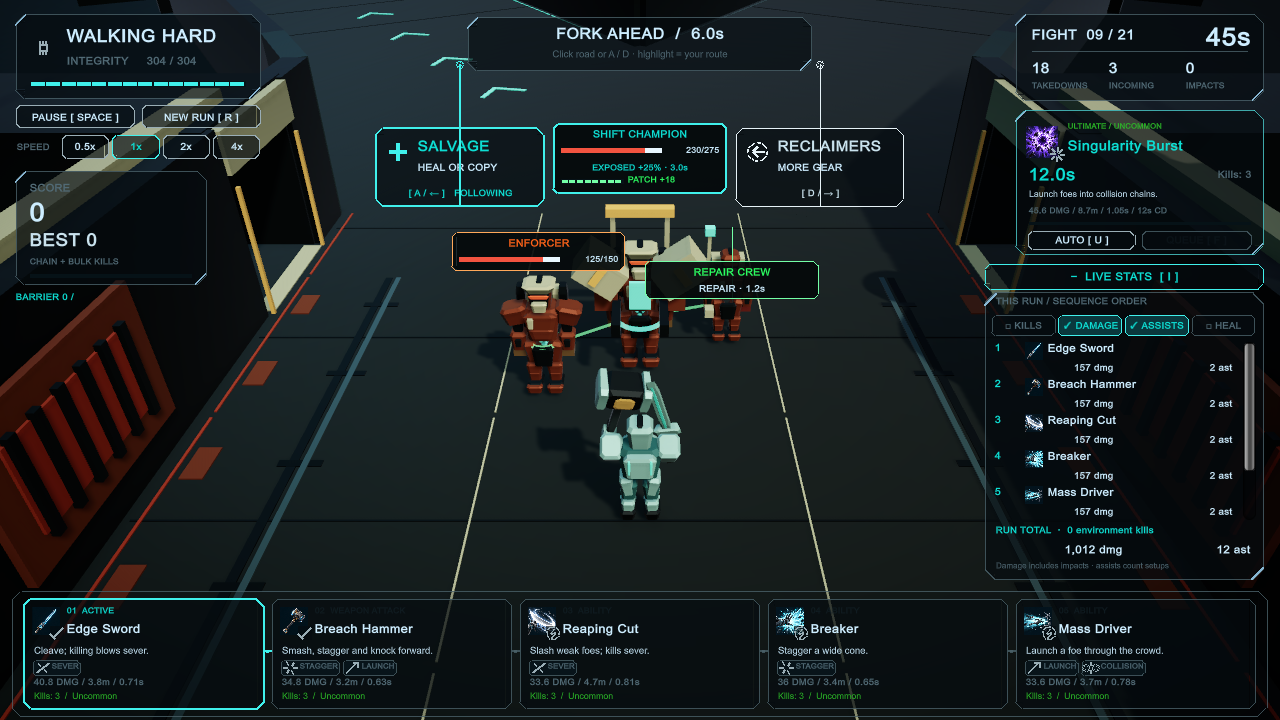 WALKING HARD
INTEGRITY 304 / 304
PAUSE [ SPACE ]
NEW RUN [ R ]
SPEED 0.5x 1x 2x 4x
SCORE
0
BEST 0
CHAIN + BULK KILLS
BARRIER 0 /
FORK AHEAD / 6.0s
Click road or A / D · highlight = your route
SALVAGE
HEAL OR COPY
[ A / ← ] FOLLOWING
SHIFT CHAMPION
230/275
EXPOSED +25% · 3.0s
PATCH +18
RECLAIMERS
MORE GEAR
[ D / → ]
ENFORCER
125/150
REPAIR CREW
REPAIR · 1.2s
FIGHT 09 / 21 45s
18 3 0
TAKEDOWNS INCOMING IMPACTS
ULTIMATE / UNCOMMON
Singularity Burst
12.0s Kills: 3
Launch foes into collision chains.
45.6 DMG / 8.7m / 1.05s / 12s CD
AUTO [ U ]
− LIVE STATS [ I ]
THIS RUN / SEQUENCE ORDER
KILLS ✓ DAMAGE ✓ ASSISTS HEAL
1 Edge Sword
157 dmg 2 ast
2 Breach Hammer
157 dmg 2 ast
3 Reaping Cut
157 dmg 2 ast
4 Breaker
157 dmg 2 ast
5 Mass Driver
157 dmg 2 ast
RUN TOTAL · 0 environment kills
1,012 dmg 12 ast
Damage includes impacts · assists count setups
01 ACTIVE
Edge Sword
Cleave; killing blows sever.
SEVER
40.8 DMG / 3.8m / 0.71s
Kills: 3 / Uncommon
02 WEAPON ATTACK
Breach Hammer
Smash, stagger and knock forward.
STAGGER LAUNCH
34.8 DMG / 3.2m / 0.63s
Kills: 3 / Uncommon
03 ABILITY
Reaping Cut
Slash weak foes; kills sever.
SEVER
33.6 DMG / 4.7m / 0.81s
Kills: 3 / Uncommon
04 ABILITY
Breaker
Stagger a wide cone.
STAGGER
36 DMG / 3.4m / 0.65s
Kills: 3 / Uncommon
05 ABILITY
Mass Driver
Launch a foe through the crowd.
LAUNCH COLLISION
33.6 DMG / 3.7m / 0.78s
Kills: 3 / Uncommon